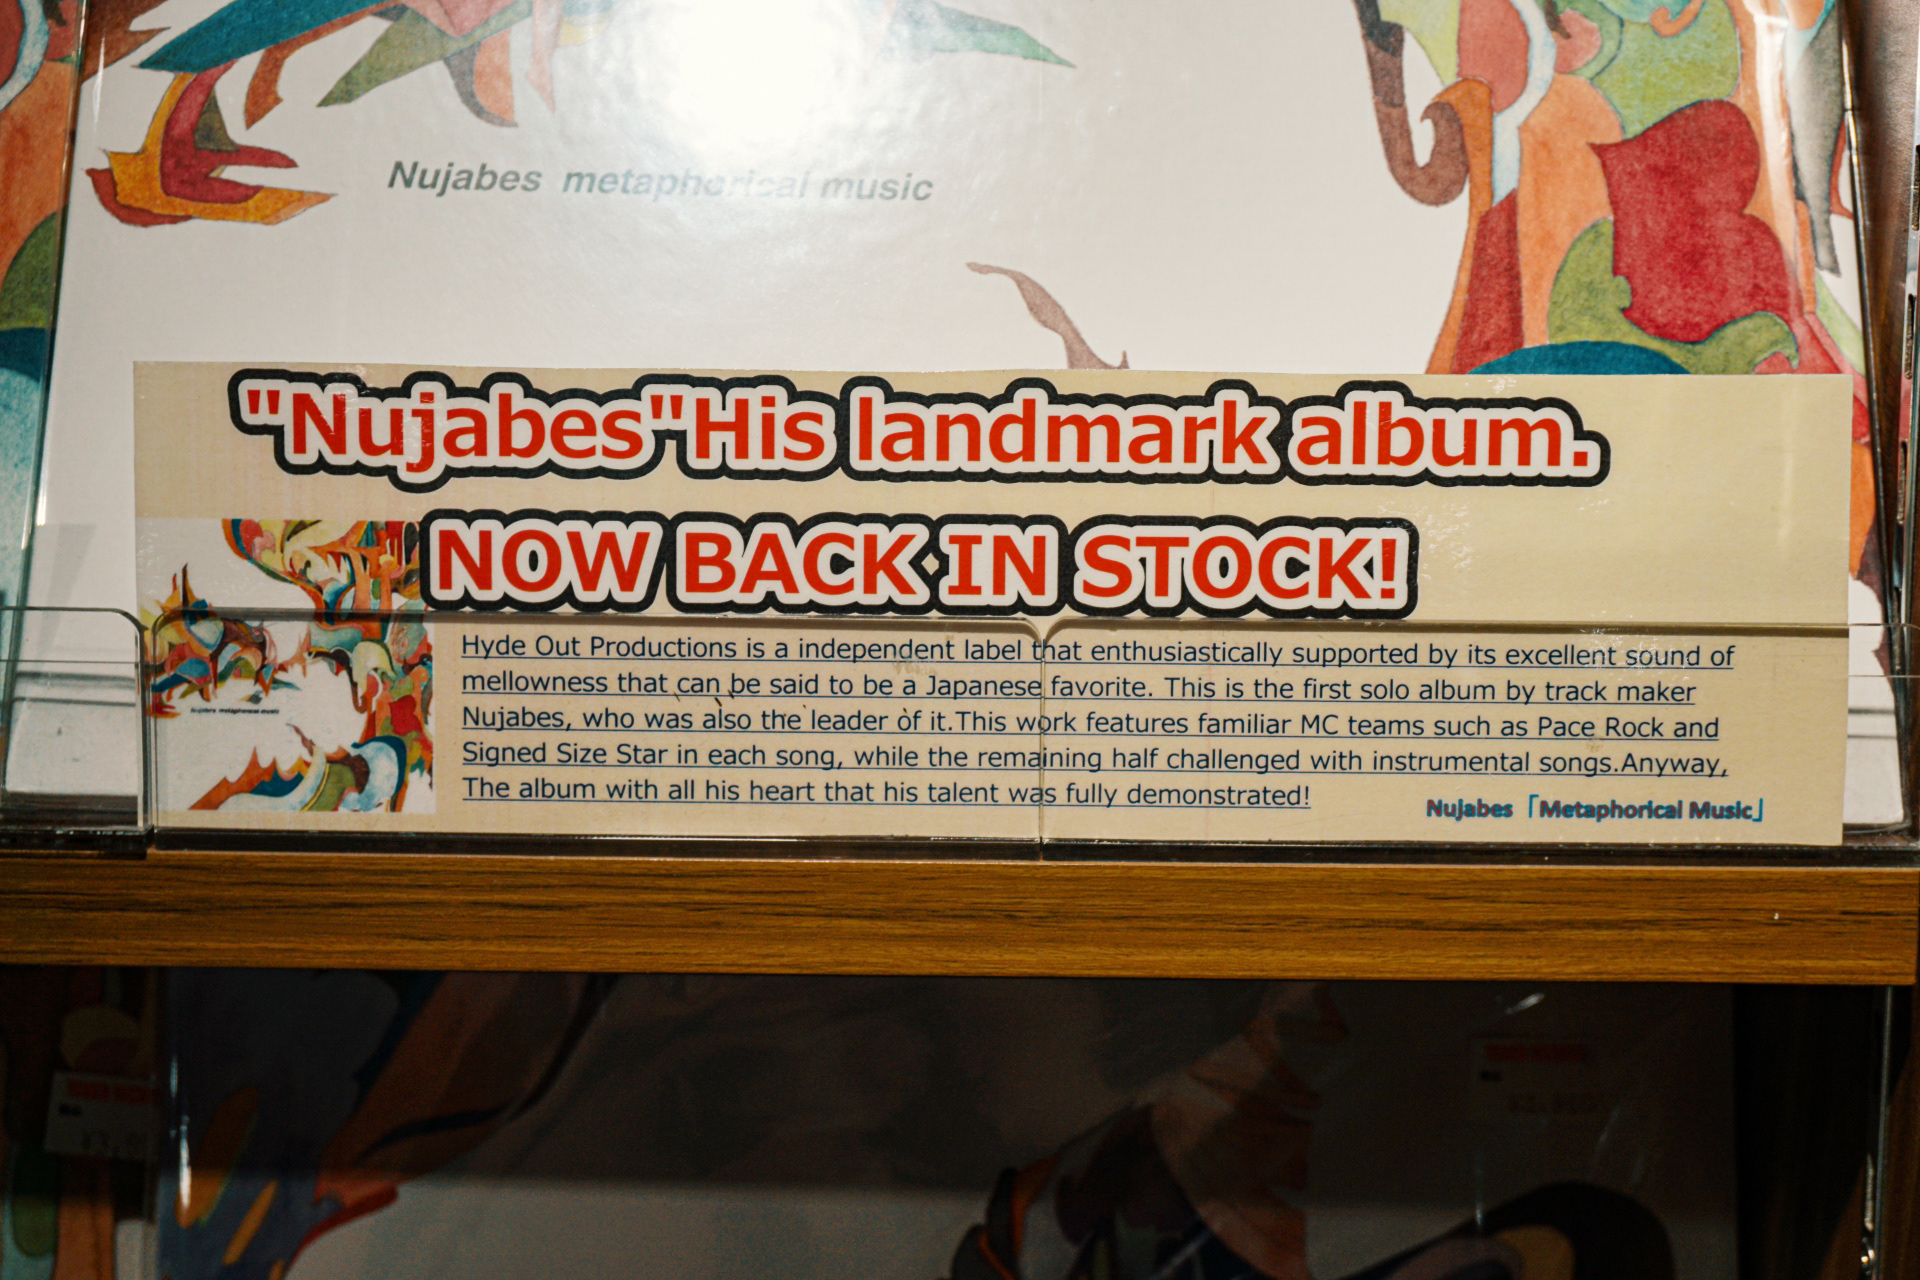 Nujabes metaphorical music
"Nujabes"His landmark album.
NOW BACK IN STOCK!
Hyde Out Productions is a independent label that enthusiastically supported by its excellent sound of
mellowness that can be said to be a Japanese favorite. This is the first solo album by track maker
Nujabes, who was also the leader of it.This work features familiar MC teams such as Pace Rock and
Signed Size Star in each song, while the remaining half challenged with instrumental songs.Anyway,
The album with all his heart that his talent was fully demonstrated!
Nujabes metaphorical music
Nujabes「Metaphorical Music」